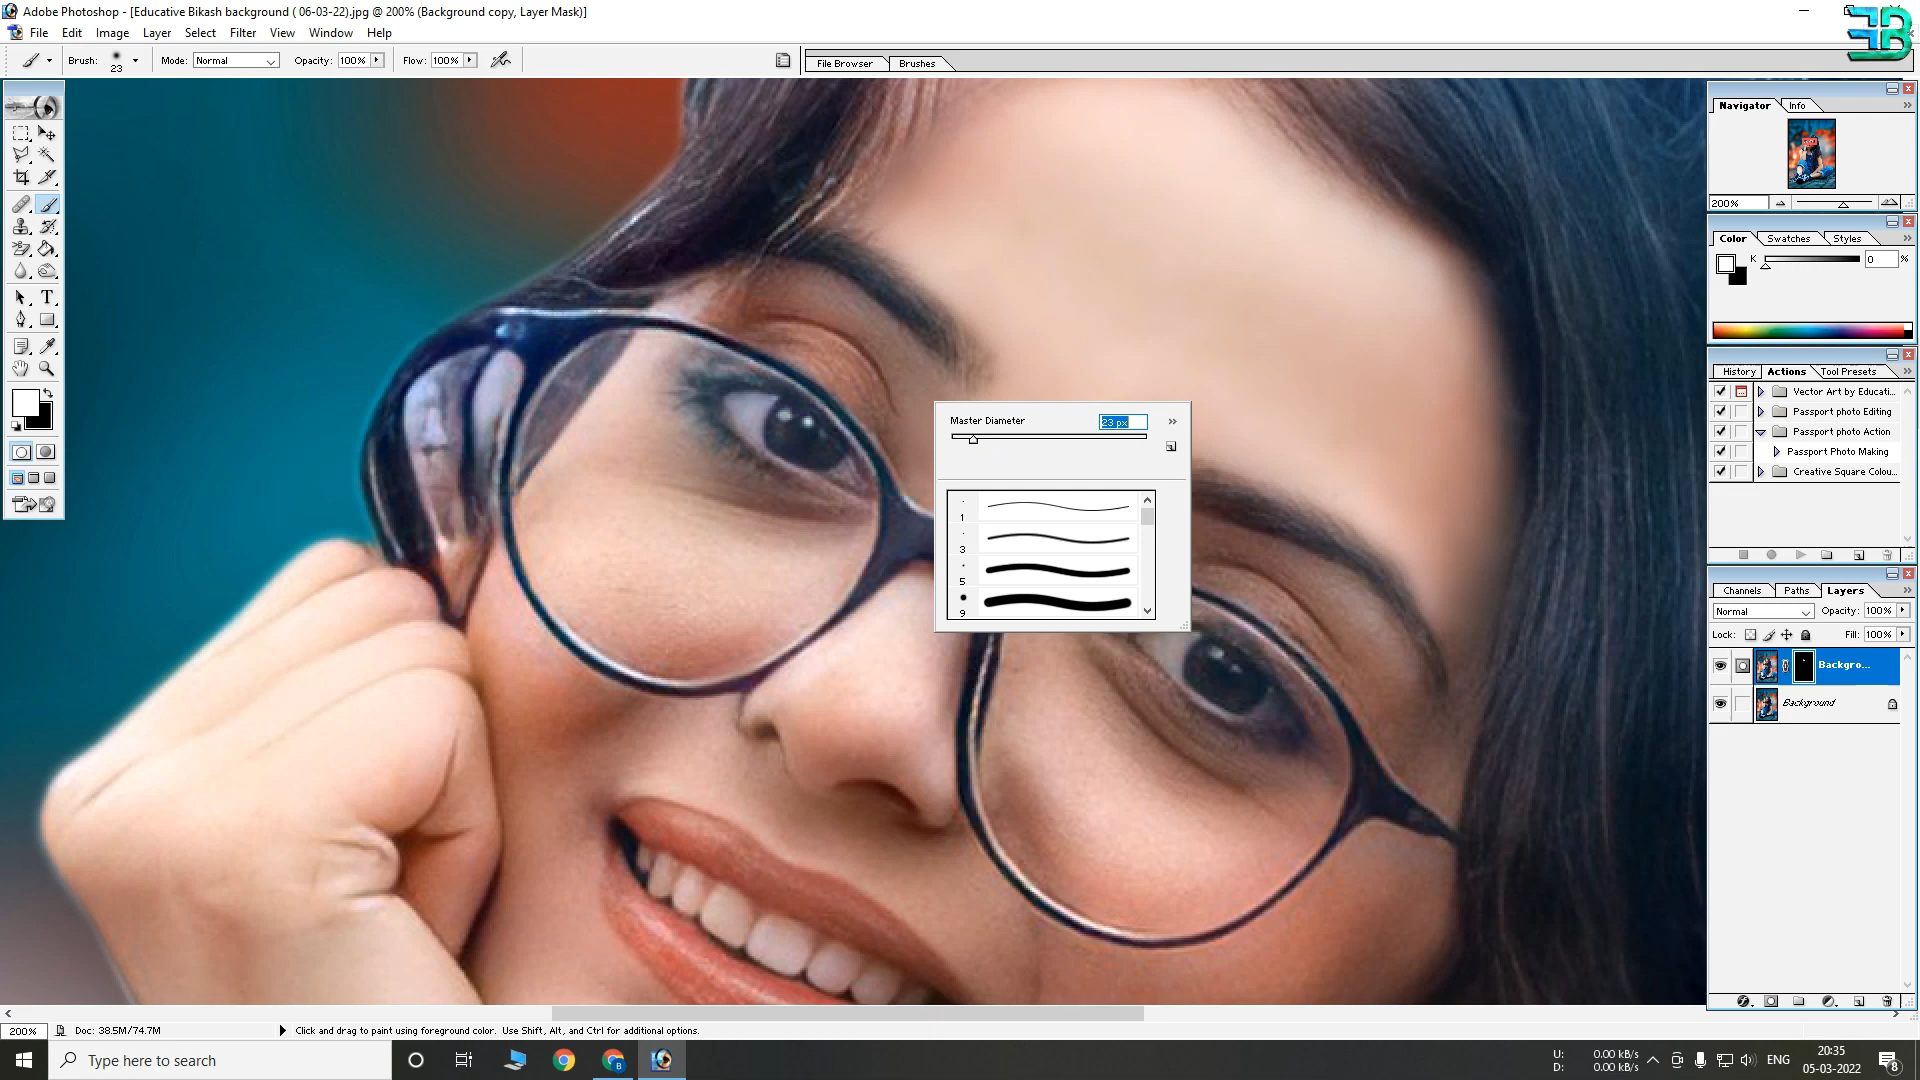 Adobe Photoshop - [Educative Bikash background ( 06-03-22).jpg @ 200% (Background copy, Layer Mask)]
File Edit Image Layer Select Filter View Window Help
Brush: 23 Mode: Normal Opacity: 100% Flow: 100% File Browser Brushes
Navigator Info
200%
Color Swatches Styles
K 0 %
History Actions Tool Presets
Vector Art by Educati...
Passport photo Editing
Passport photo Action
Passport Photo Making
Creative Square Colou...
Master Diameter 23 px
1
3
5
9
Channels Paths Layers
Normal Opacity: 100%
Lock: Fill: 100%
Backgro...
Background
200% Doc: 38.5M/74.7M Click and drag to paint using foreground color. Use Shift, Alt, and Ctrl for additional options.
Type here to search
U: 0.00 kB/s
D: 0.00 kB/s
ENG
20:35
05-03-2022
8
EB